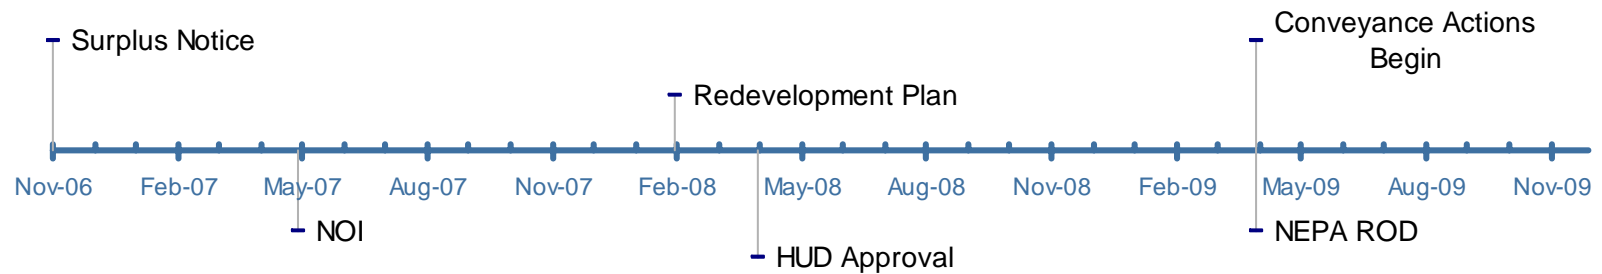 Conveyance Actions
Begin
Surplus Notice
Redevelopment Plan
Nov-06 Feb-07 May-07 Aug-07 Nov-07 Feb-08 May-08 Aug-08 Nov-08 Feb-09 May-09 Aug-09 Nov-09
NOI
NEPA ROD
HUD Approval